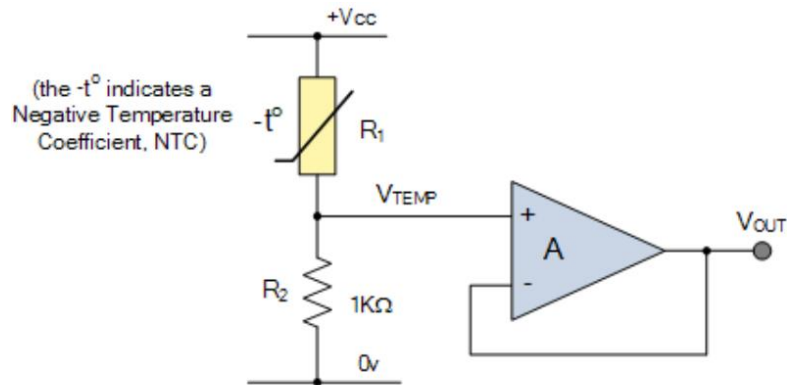 +Vcc
(the -t° indicates a
Negative Temperature
Coefficient, NTC)
-t°
R1
VTEMP
+
A
-
VOUT
R2
1KΩ
0v